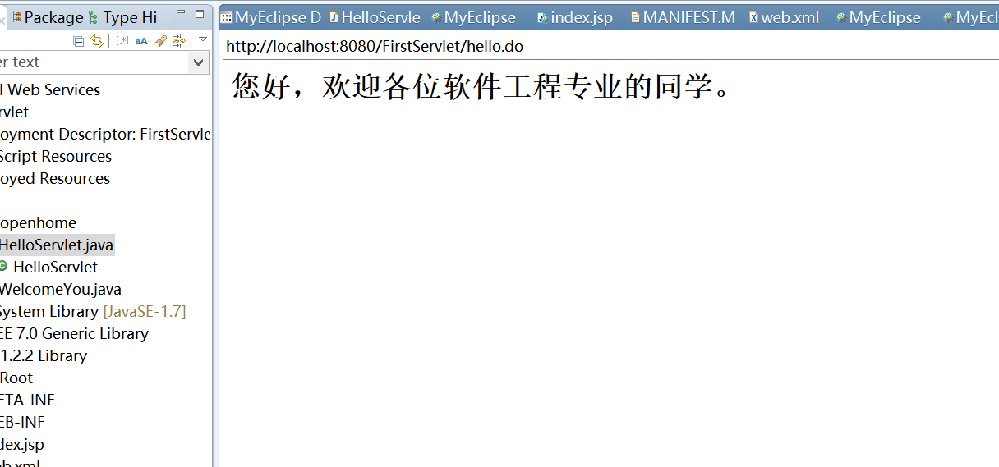 Package Type Hi
MyEclipse D HelloServle MyEclipse index.jsp MANIFEST.M web.xml MyEclipse MyEcl
er text
http://localhost:8080/FirstServlet/hello.do
您好，欢迎各位软件工程专业的同学。
l Web Services
rvlet
oyment Descriptor: FirstServle
Script Resources
oyed Resources
openhome
HelloServlet.java
HelloServlet
WelcomeYou.java
System Library [JavaSE-1.7]
EE 7.0 Generic Library
1.2.2 Library
Root
ETA-INF
EB-INF
dex.jsp
eb.xml